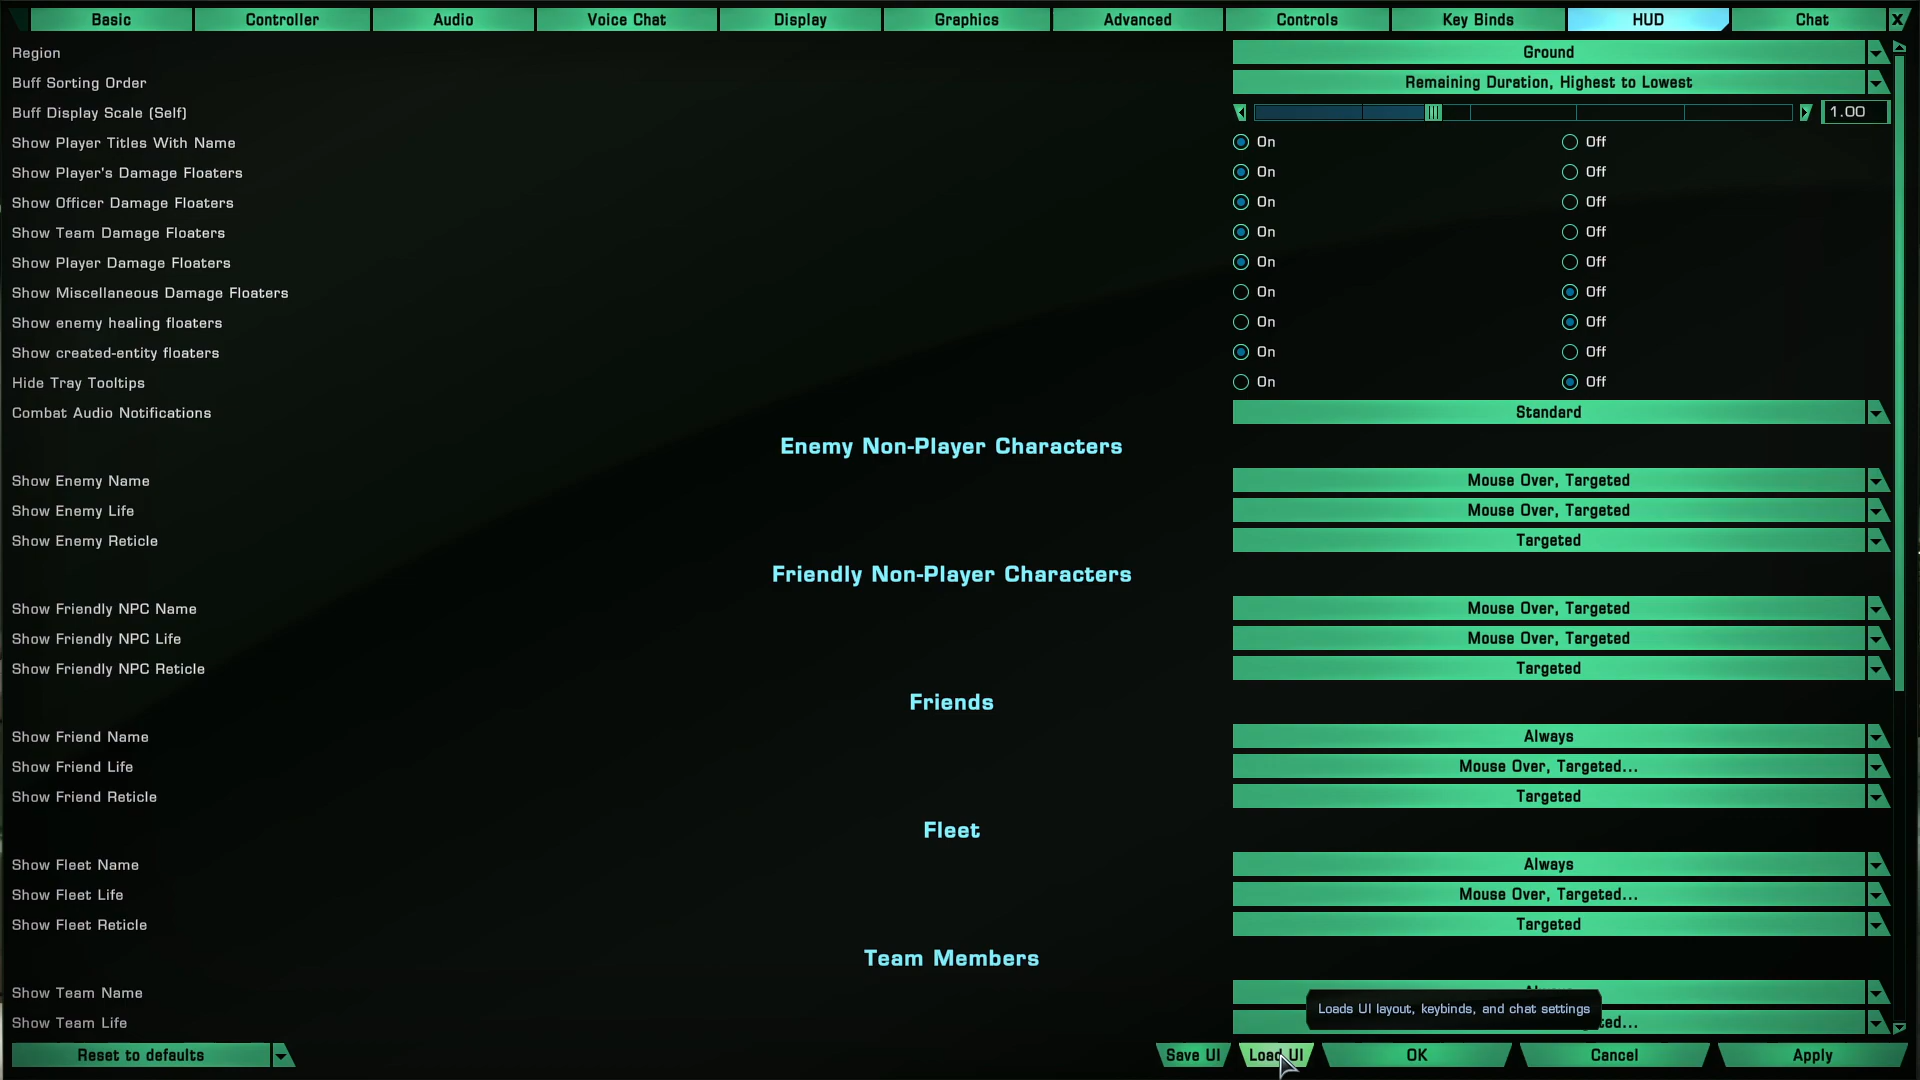 Basic Controller Audio Voice Chat Display Graphics Advanced Controls Key Binds HUD Chat X
Region Ground
Buff Sorting Order Remaining Duration, Highest to Lowest
Buff Display Scale (Self) 1.00
Show Player Titles With Name On Off
Show Player's Damage Floaters On Off
Show Officer Damage Floaters On Off
Show Team Damage Floaters On Off
Show Player Damage Floaters On Off
Show Miscellaneous Damage Floaters On Off
Show enemy healing floaters On Off
Show created-entity floaters On Off
Hide Tray Tooltips On Off
Combat Audio Notifications Standard
Enemy Non-Player Characters
Show Enemy Name Mouse Over, Targeted
Show Enemy Life Mouse Over, Targeted
Show Enemy Reticle Targeted
Friendly Non-Player Characters
Show Friendly NPC Name Mouse Over, Targeted
Show Friendly NPC Life Mouse Over, Targeted
Show Friendly NPC Reticle Targeted
Friends
Show Friend Name Always
Show Friend Life Mouse Over, Targeted...
Show Friend Reticle Targeted
Fleet
Show Fleet Name Always
Show Fleet Life Mouse Over, Targeted...
Show Fleet Reticle Targeted
Team Members
Show Team Name
Loads UI layout, keybinds, and chat settings
Show Team Life
Reset to defaults Save UI Load UI OK Cancel Apply